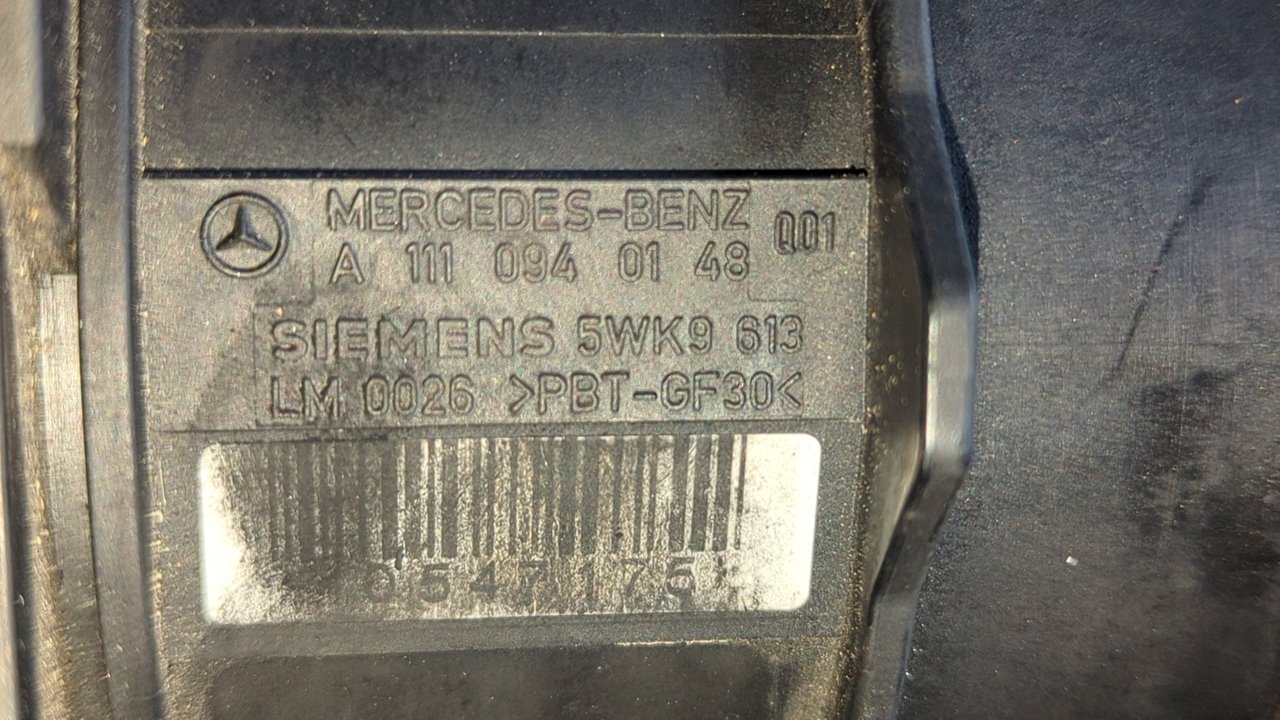 MERCEDES-BENZ
A 111 094 01 48 Q01
SIEMENS 5WK9 613
LM 0026 >PBT-GF30<